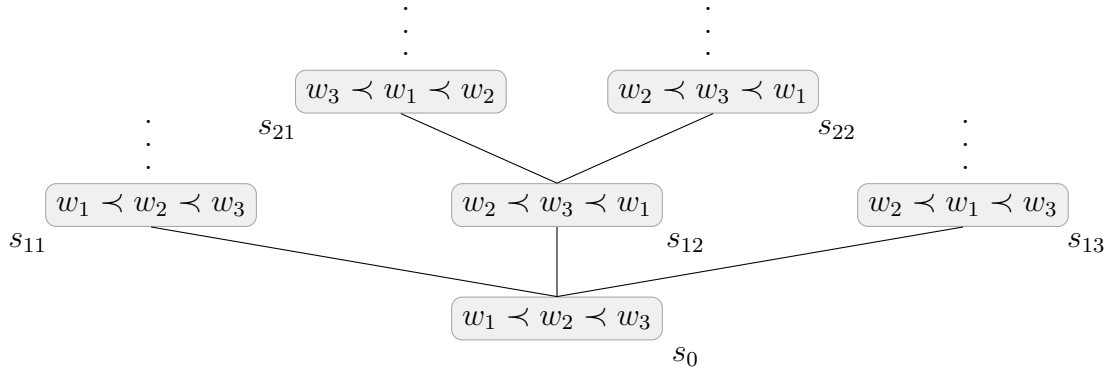 w₃ ≺ w₁ ≺ w₂
w₂ ≺ w₃ ≺ w₁
s₂₁
s₂₂
w₁ ≺ w₂ ≺ w₃
w₂ ≺ w₃ ≺ w₁
w₂ ≺ w₁ ≺ w₃
s₁₁
s₁₂
s₁₃
w₁ ≺ w₂ ≺ w₃
s₀